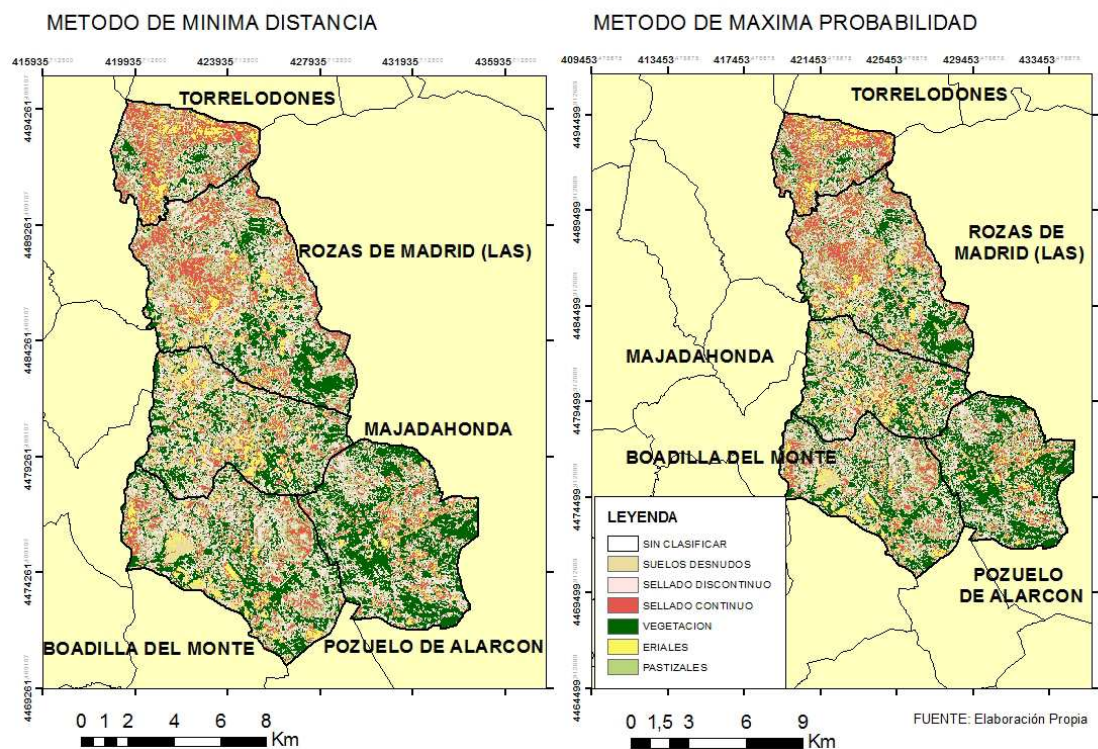 METODO DE MINIMA DISTANCIA
415935 419935 423935 427935 431935 435935
4494261
4489261
4484261
4479261
4474261
4469261
TORRELODONES
ROZAS DE MADRID (LAS)
MAJADAHONDA
BOADILLA DEL MONTE
POZUELO DE ALARCON
0 1 2 4 6 8
Km
METODO DE MAXIMA PROBABILIDAD
409453 413453 417453 421453 425453 429453 433453
4494499
4489499
4484499
4479499
4474499
4469499
4464499
TORRELODONES
ROZAS DE
MADRID (LAS)
MAJADAHONDA
BOADILLA DEL MONTE
POZUELO
DE ALARCON
LEYENDA
SIN CLASIFICAR
SUELOS DESNUDOS
SELLADO DISCONTINUO
SELLADO CONTINUO
VEGETACION
ERIALES
PASTIZALES
0 1,5 3 6 9
Km
FUENTE: Elaboración Propia